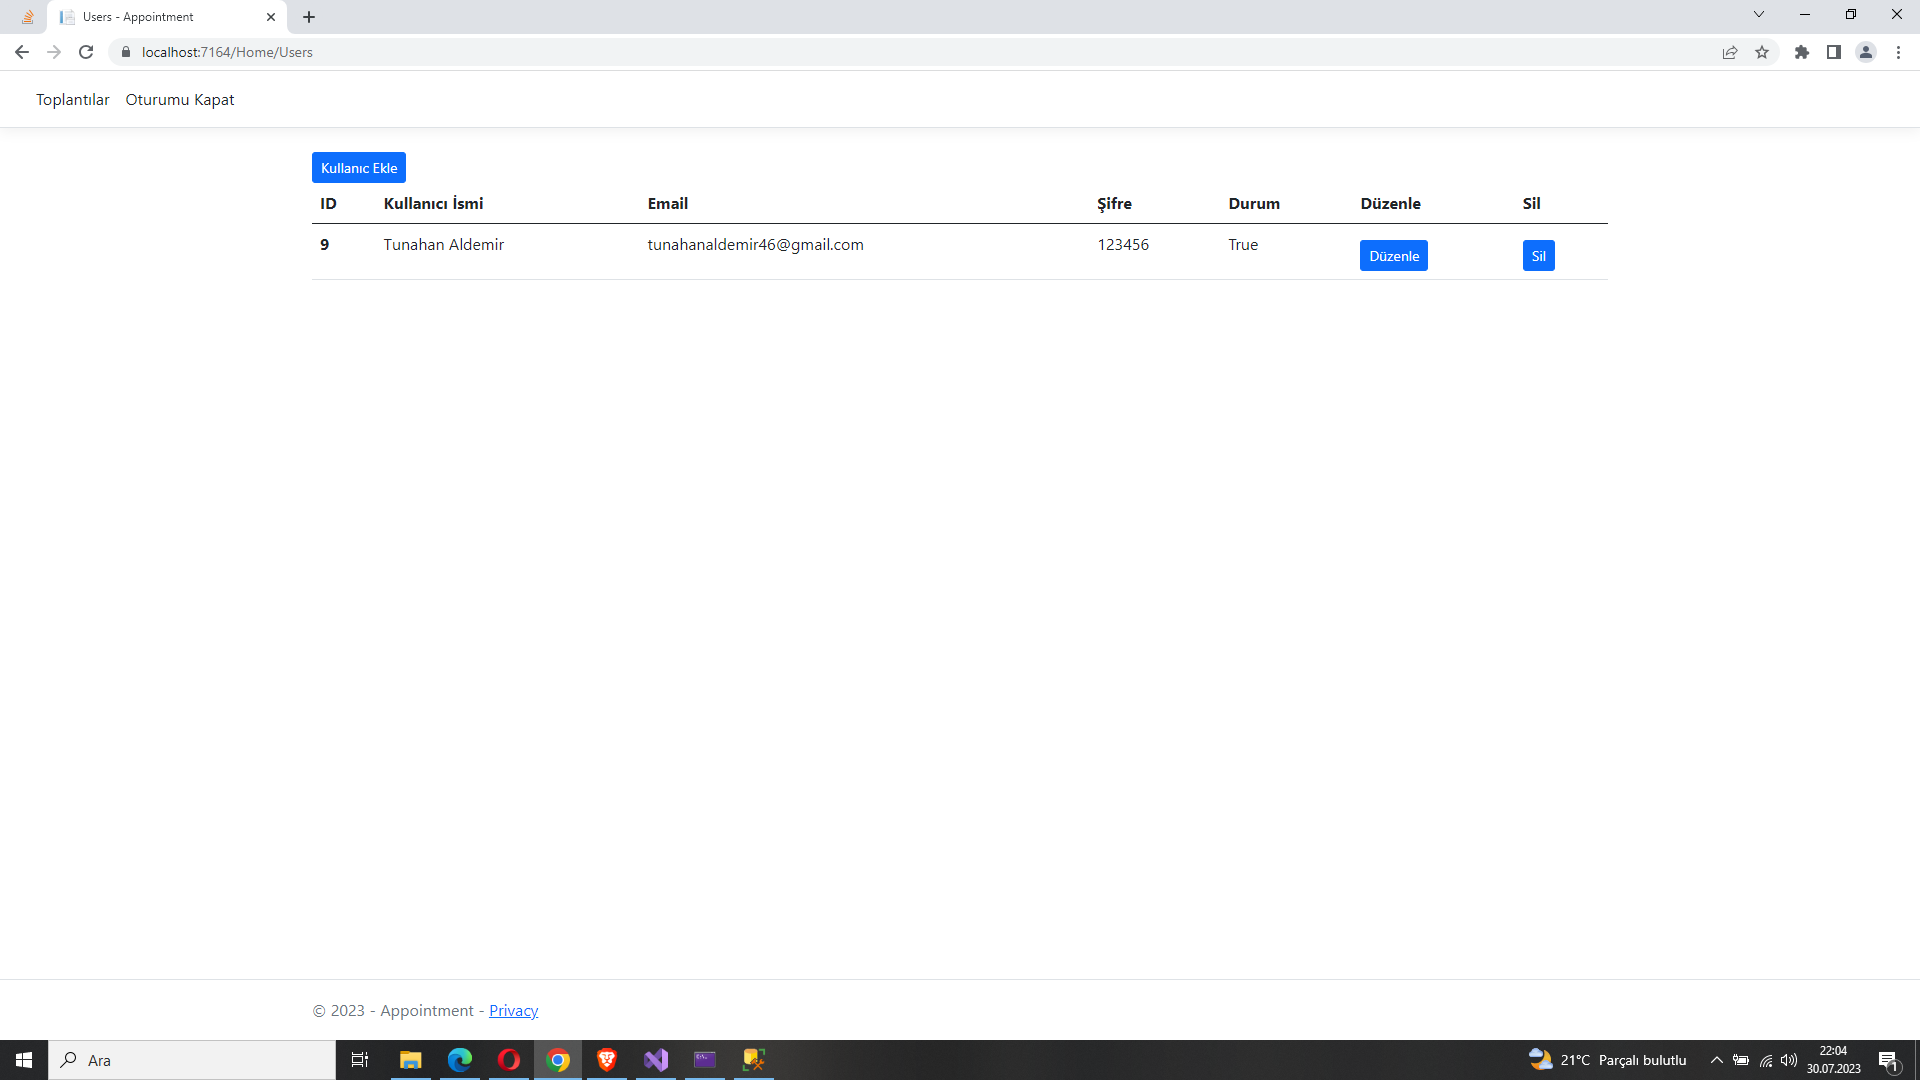 Users - Appointment
localhost:7164/Home/Users
Toplantılar Oturumu Kapat
Kullanıc Ekle
ID Kullanıcı İsmi Email Şifre Durum Düzenle Sil
9 Tunahan Aldemir tunahanaldemir46@gmail.com 123456 True Düzenle Sil
© 2023 - Appointment - Privacy
Ara
21°C Parçalı bulutlu
22:04
30.07.2023
1